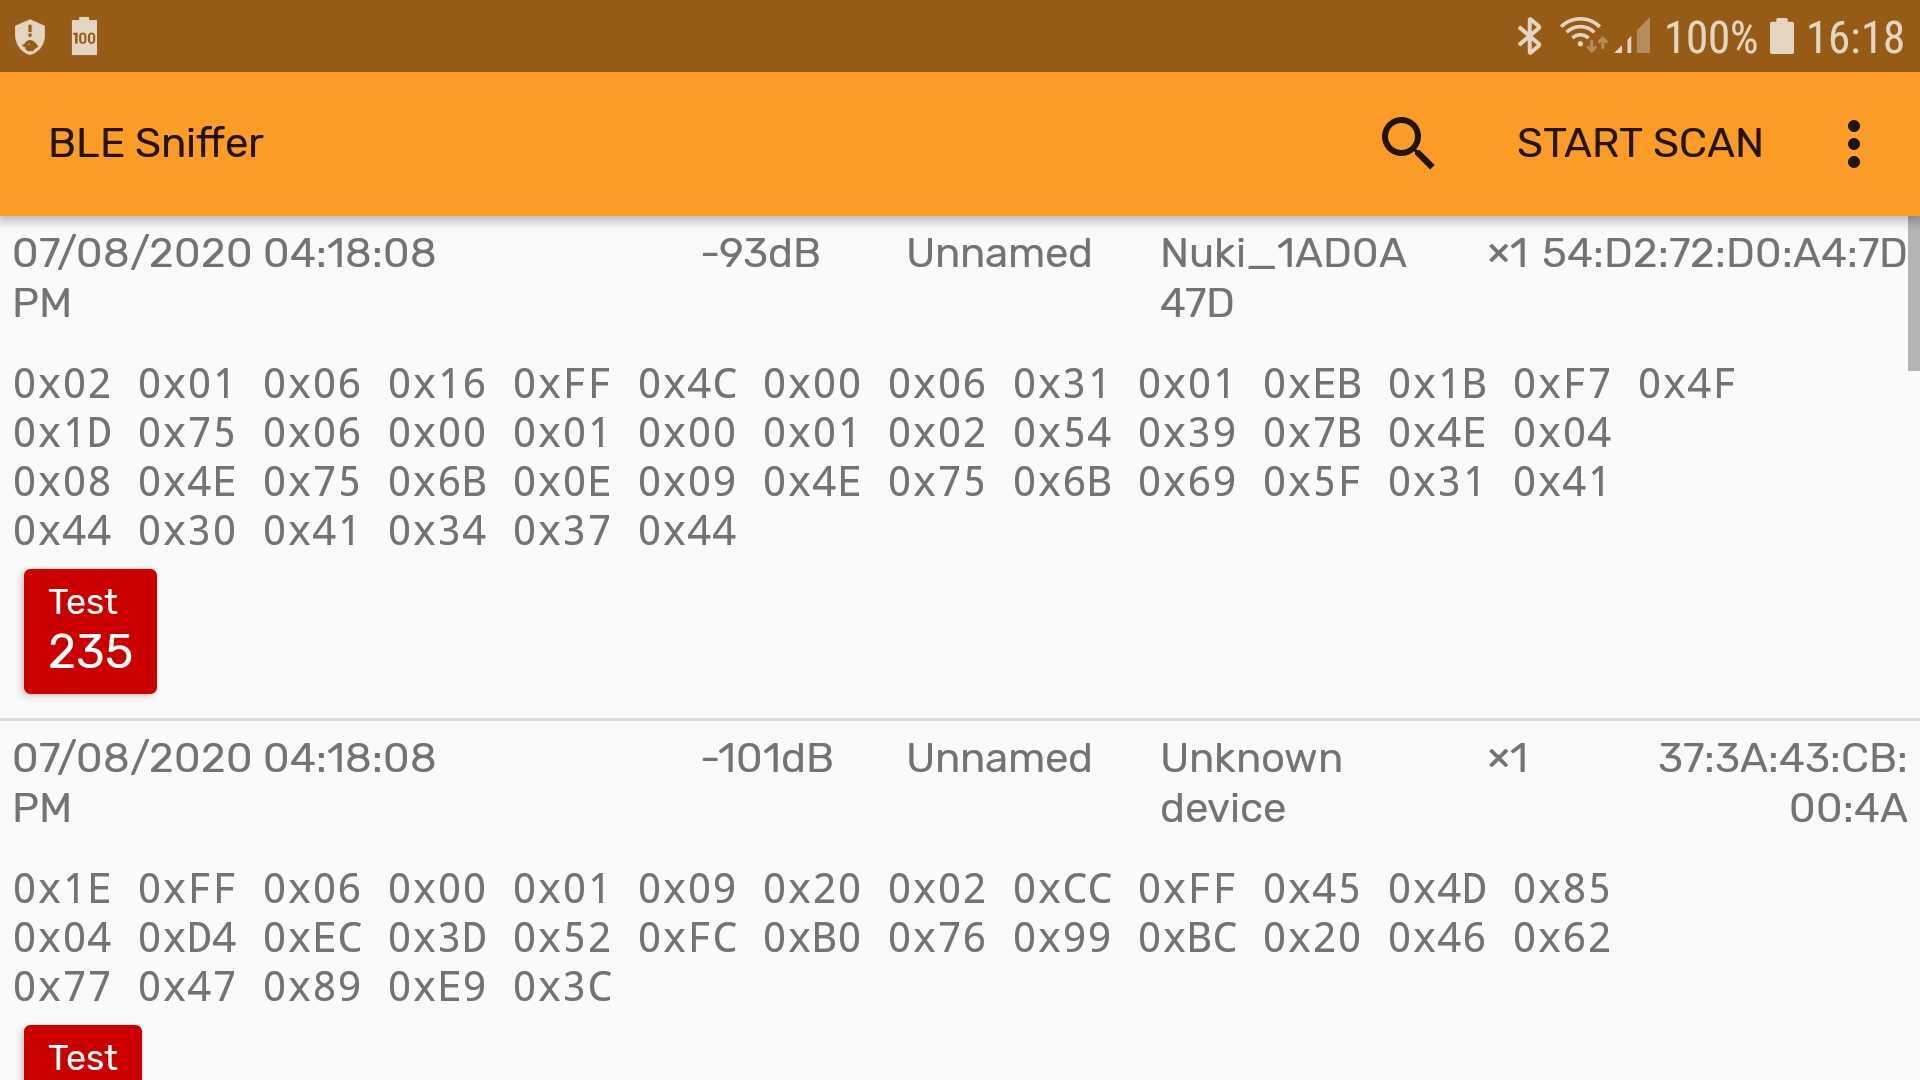 100 100% 16:18
BLE Sniffer START SCAN
07/08/2020 04:18:08 -93dB Unnamed Nuki_1AD0A ×1 54:D2:72:D0:A4:7D
PM 47D
0x02 0x01 0x06 0x16 0xFF 0x4C 0x00 0x06 0x31 0x01 0xEB 0x1B 0xF7 0x4F
0x1D 0x75 0x06 0x00 0x01 0x00 0x01 0x02 0x54 0x39 0x7B 0x4E 0x04
0x08 0x4E 0x75 0x6B 0x0E 0x09 0x4E 0x75 0x6B 0x69 0x5F 0x31 0x41
0x44 0x30 0x41 0x34 0x37 0x44
Test
235
07/08/2020 04:18:08 -101dB Unnamed Unknown ×1 37:3A:43:CB:
PM device 00:4A
0x1E 0xFF 0x06 0x00 0x01 0x09 0x20 0x02 0xCC 0xFF 0x45 0x4D 0x85
0x04 0xD4 0xEC 0x3D 0x52 0xFC 0xB0 0x76 0x99 0xBC 0x20 0x46 0x62
0x77 0x47 0x89 0xE9 0x3C
Test